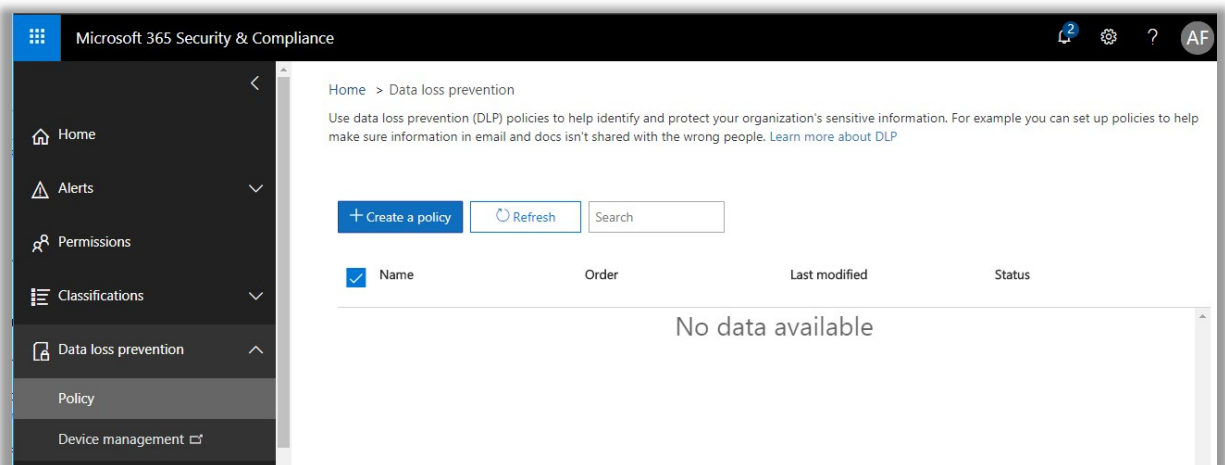 Microsoft 365 Security & Compliance
2
?
AF
Home
Alerts
Permissions
Classifications
Data loss prevention
Policy
Device management
Home > Data loss prevention
Use data loss prevention (DLP) policies to help identify and protect your organization's sensitive information. For example you can set up policies to help
make sure information in email and docs isn't shared with the wrong people. Learn more about DLP
+ Create a policy
Refresh
Search
Name Order Last modified Status
No data available